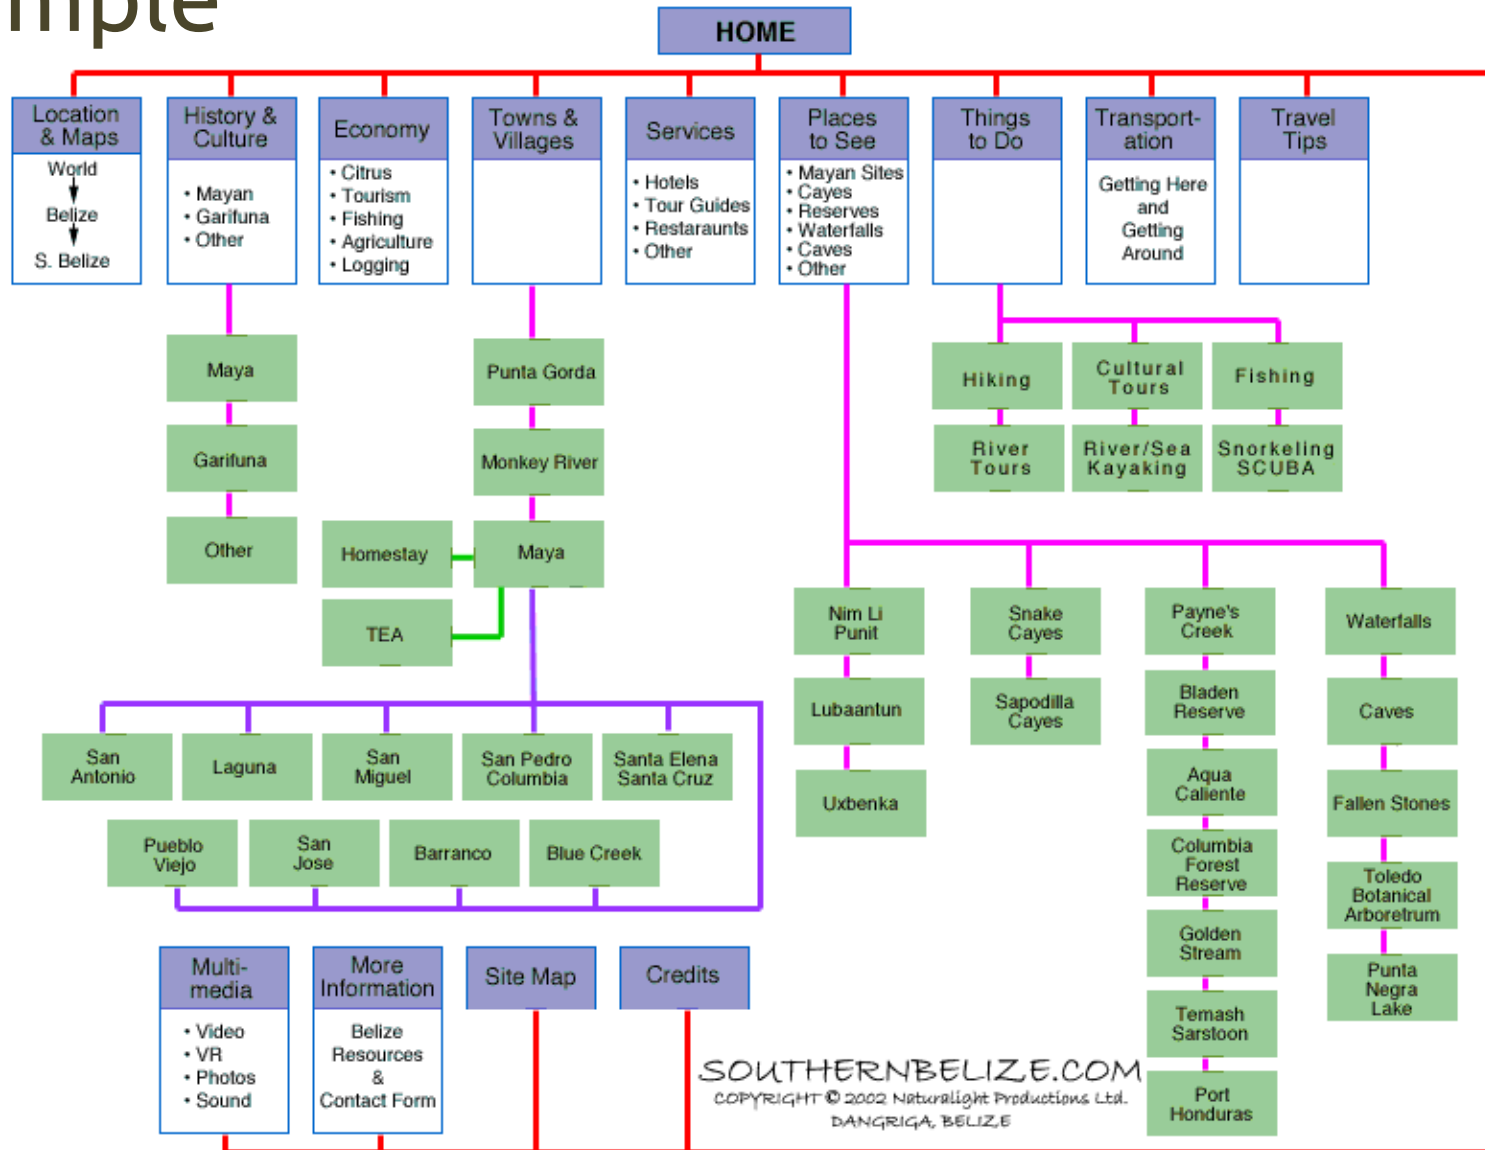 mple
HOME
Location
& Maps
World
Belize
S. Belize
History &
Culture
• Mayan
• Garifuna
• Other
Economy
• Citrus
• Tourism
• Fishing
• Agriculture
• Logging
Towns &
Villages
Services
• Hotels
• Tour Guides
• Restaraunts
• Other
Places
to See
• Mayan Sites
• Cayes
• Reserves
• Waterfalls
• Caves
• Other
Things
to Do
Transport-
ation
Getting Here
and
Getting
Around
Travel
Tips
Maya
Garifuna
Other
Punta Gorda
Monkey River
Maya
Homestay
TEA
Hiking
Cultural
Tours
Fishing
River
Tours
River/Sea
Kayaking
Snorkeling
SCUBA
San
Antonio
Laguna
San
Miguel
San Pedro
Columbia
Santa Elena
Santa Cruz
Pueblo
Viejo
San
Jose
Barranco
Blue Creek
Nim Li
Punit
Lubaantun
Uxbenka
Snake
Cayes
Sapodilla
Cayes
Payne's
Creek
Bladen
Reserve
Aqua
Caliente
Columbia
Forest
Reserve
Golden
Stream
Temash
Sarstoon
Port
Honduras
Waterfalls
Caves
Fallen Stones
Toledo
Botanical
Arboretrum
Punta
Negra
Lake
Multi-
media
• Video
• VR
• Photos
• Sound
More
Information
Belize
Resources
&
Contact Form
Site Map
Credits
SOUTHERNBELIZE.COM
COPYRIGHT © 2002 Naturalight Productions Ltd.
DANGRIGA, BELIZE